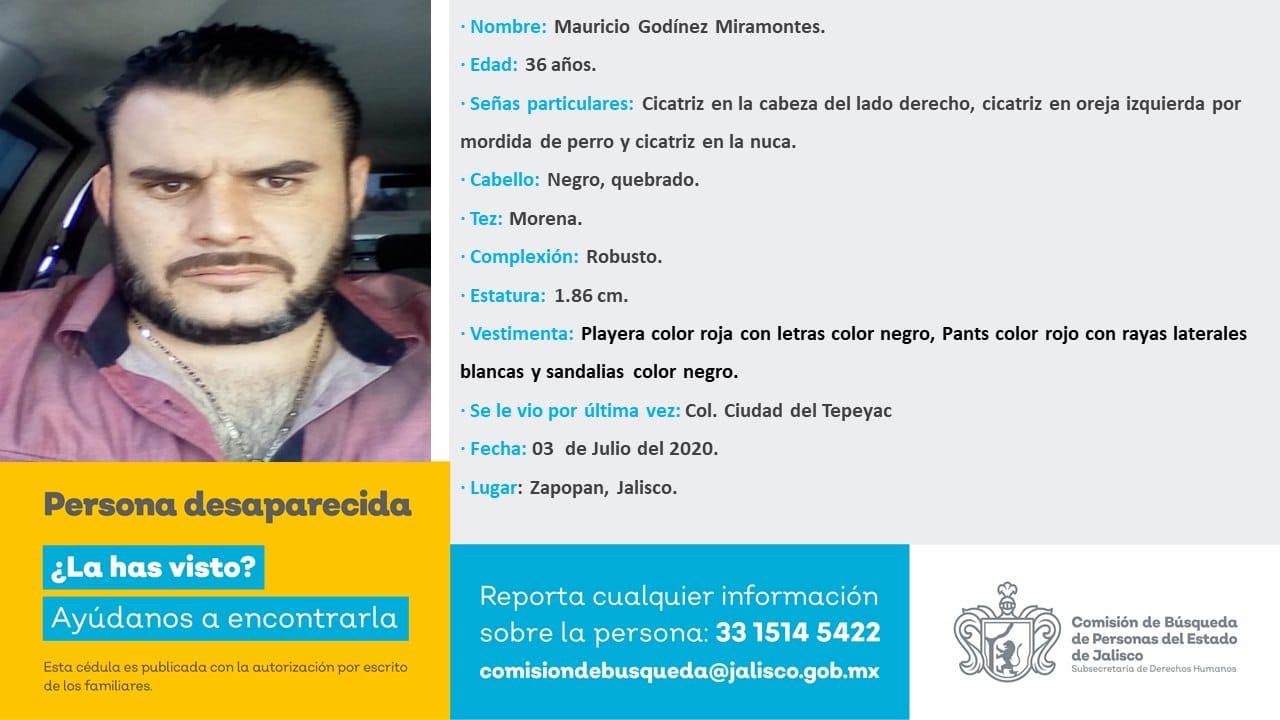 · Nombre: Mauricio Godínez Miramontes.
· Edad: 36 años.
· Señas particulares: Cicatriz en la cabeza del lado derecho, cicatriz en oreja izquierda por
mordida de perro y cicatriz en la nuca.
· Cabello: Negro, quebrado.
· Tez: Morena.
· Complexión: Robusto.
· Estatura: 1.86 cm.
· Vestimenta: Playera color roja con letras color negro, Pants color rojo con rayas laterales
blancas y sandalias color negro.
· Se le vio por última vez: Col. Ciudad del Tepeyac
· Fecha: 03 de Julio del 2020.
· Lugar: Zapopan, Jalisco.
Persona desaparecida
¿La has visto?
Ayúdanos a encontrarla
Esta cédula es publicada con la autorización por escrito
de los familiares.
Reporta cualquier información
sobre la persona: 33 1514 5422
comisiondebusqueda@jalisco.gob.mx
Comisión de Búsqueda
de Personas del Estado
de Jalisco
Subsecretaría de Derechos Humanos